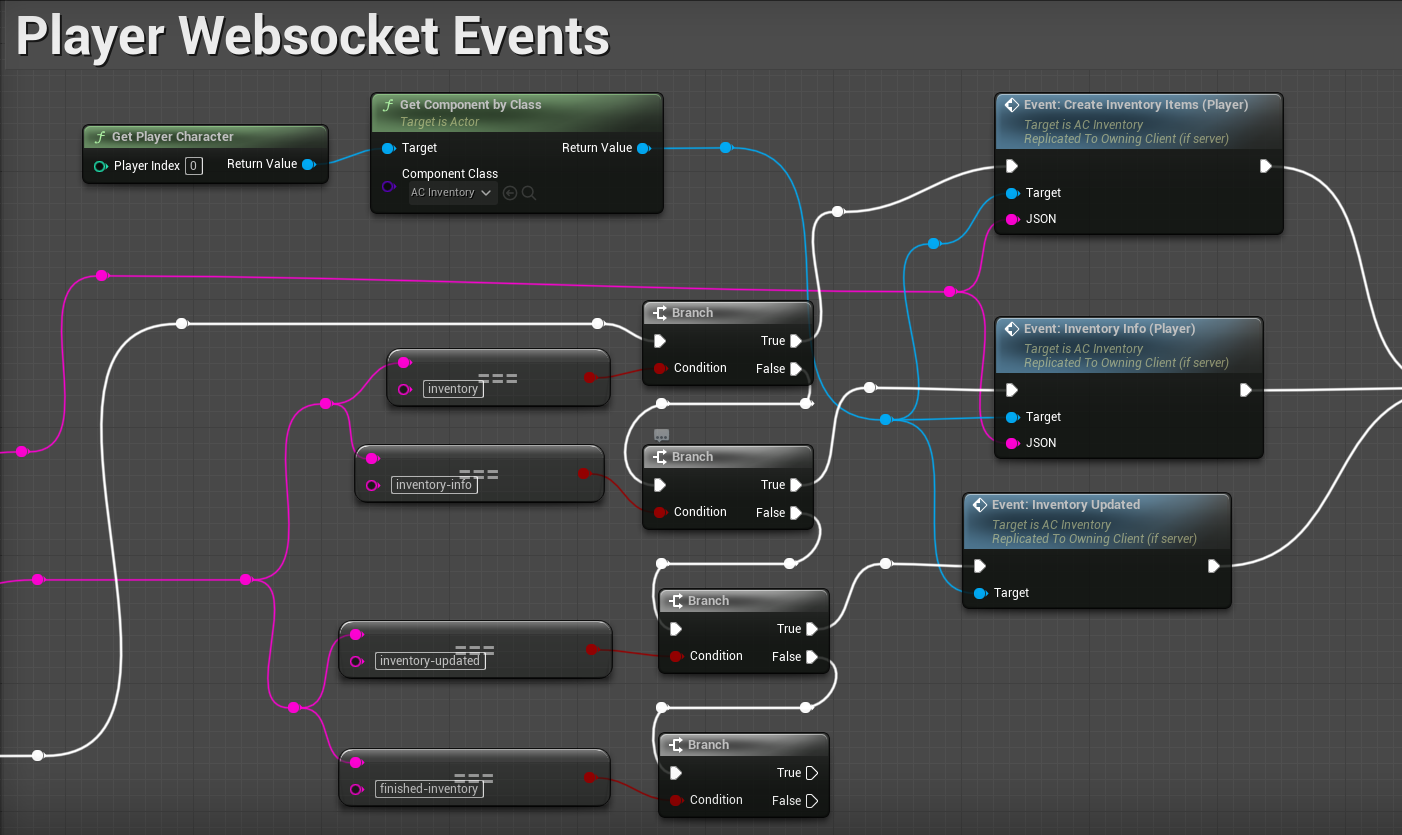 Player Websocket Events
Get Player Character
Player Index 0 Return Value
f Get Component by Class
Target is Actor
Target Return Value
Component Class
AC Inventory
Event: Create Inventory Items (Player)
Target is AC Inventory
Replicated To Owning Client (if server)
Target
JSON
Branch
True
Condition False
===
inventory
Event: Inventory Info (Player)
Target is AC Inventory
Replicated To Owning Client (if server)
Target
JSON
Branch
True
Condition False
===
inventory-info
Event: Inventory Updated
Target is AC Inventory
Replicated To Owning Client (if server)
Target
Branch
True
Condition False
===
inventory-updated
Branch
True
Condition False
===
finished-inventory